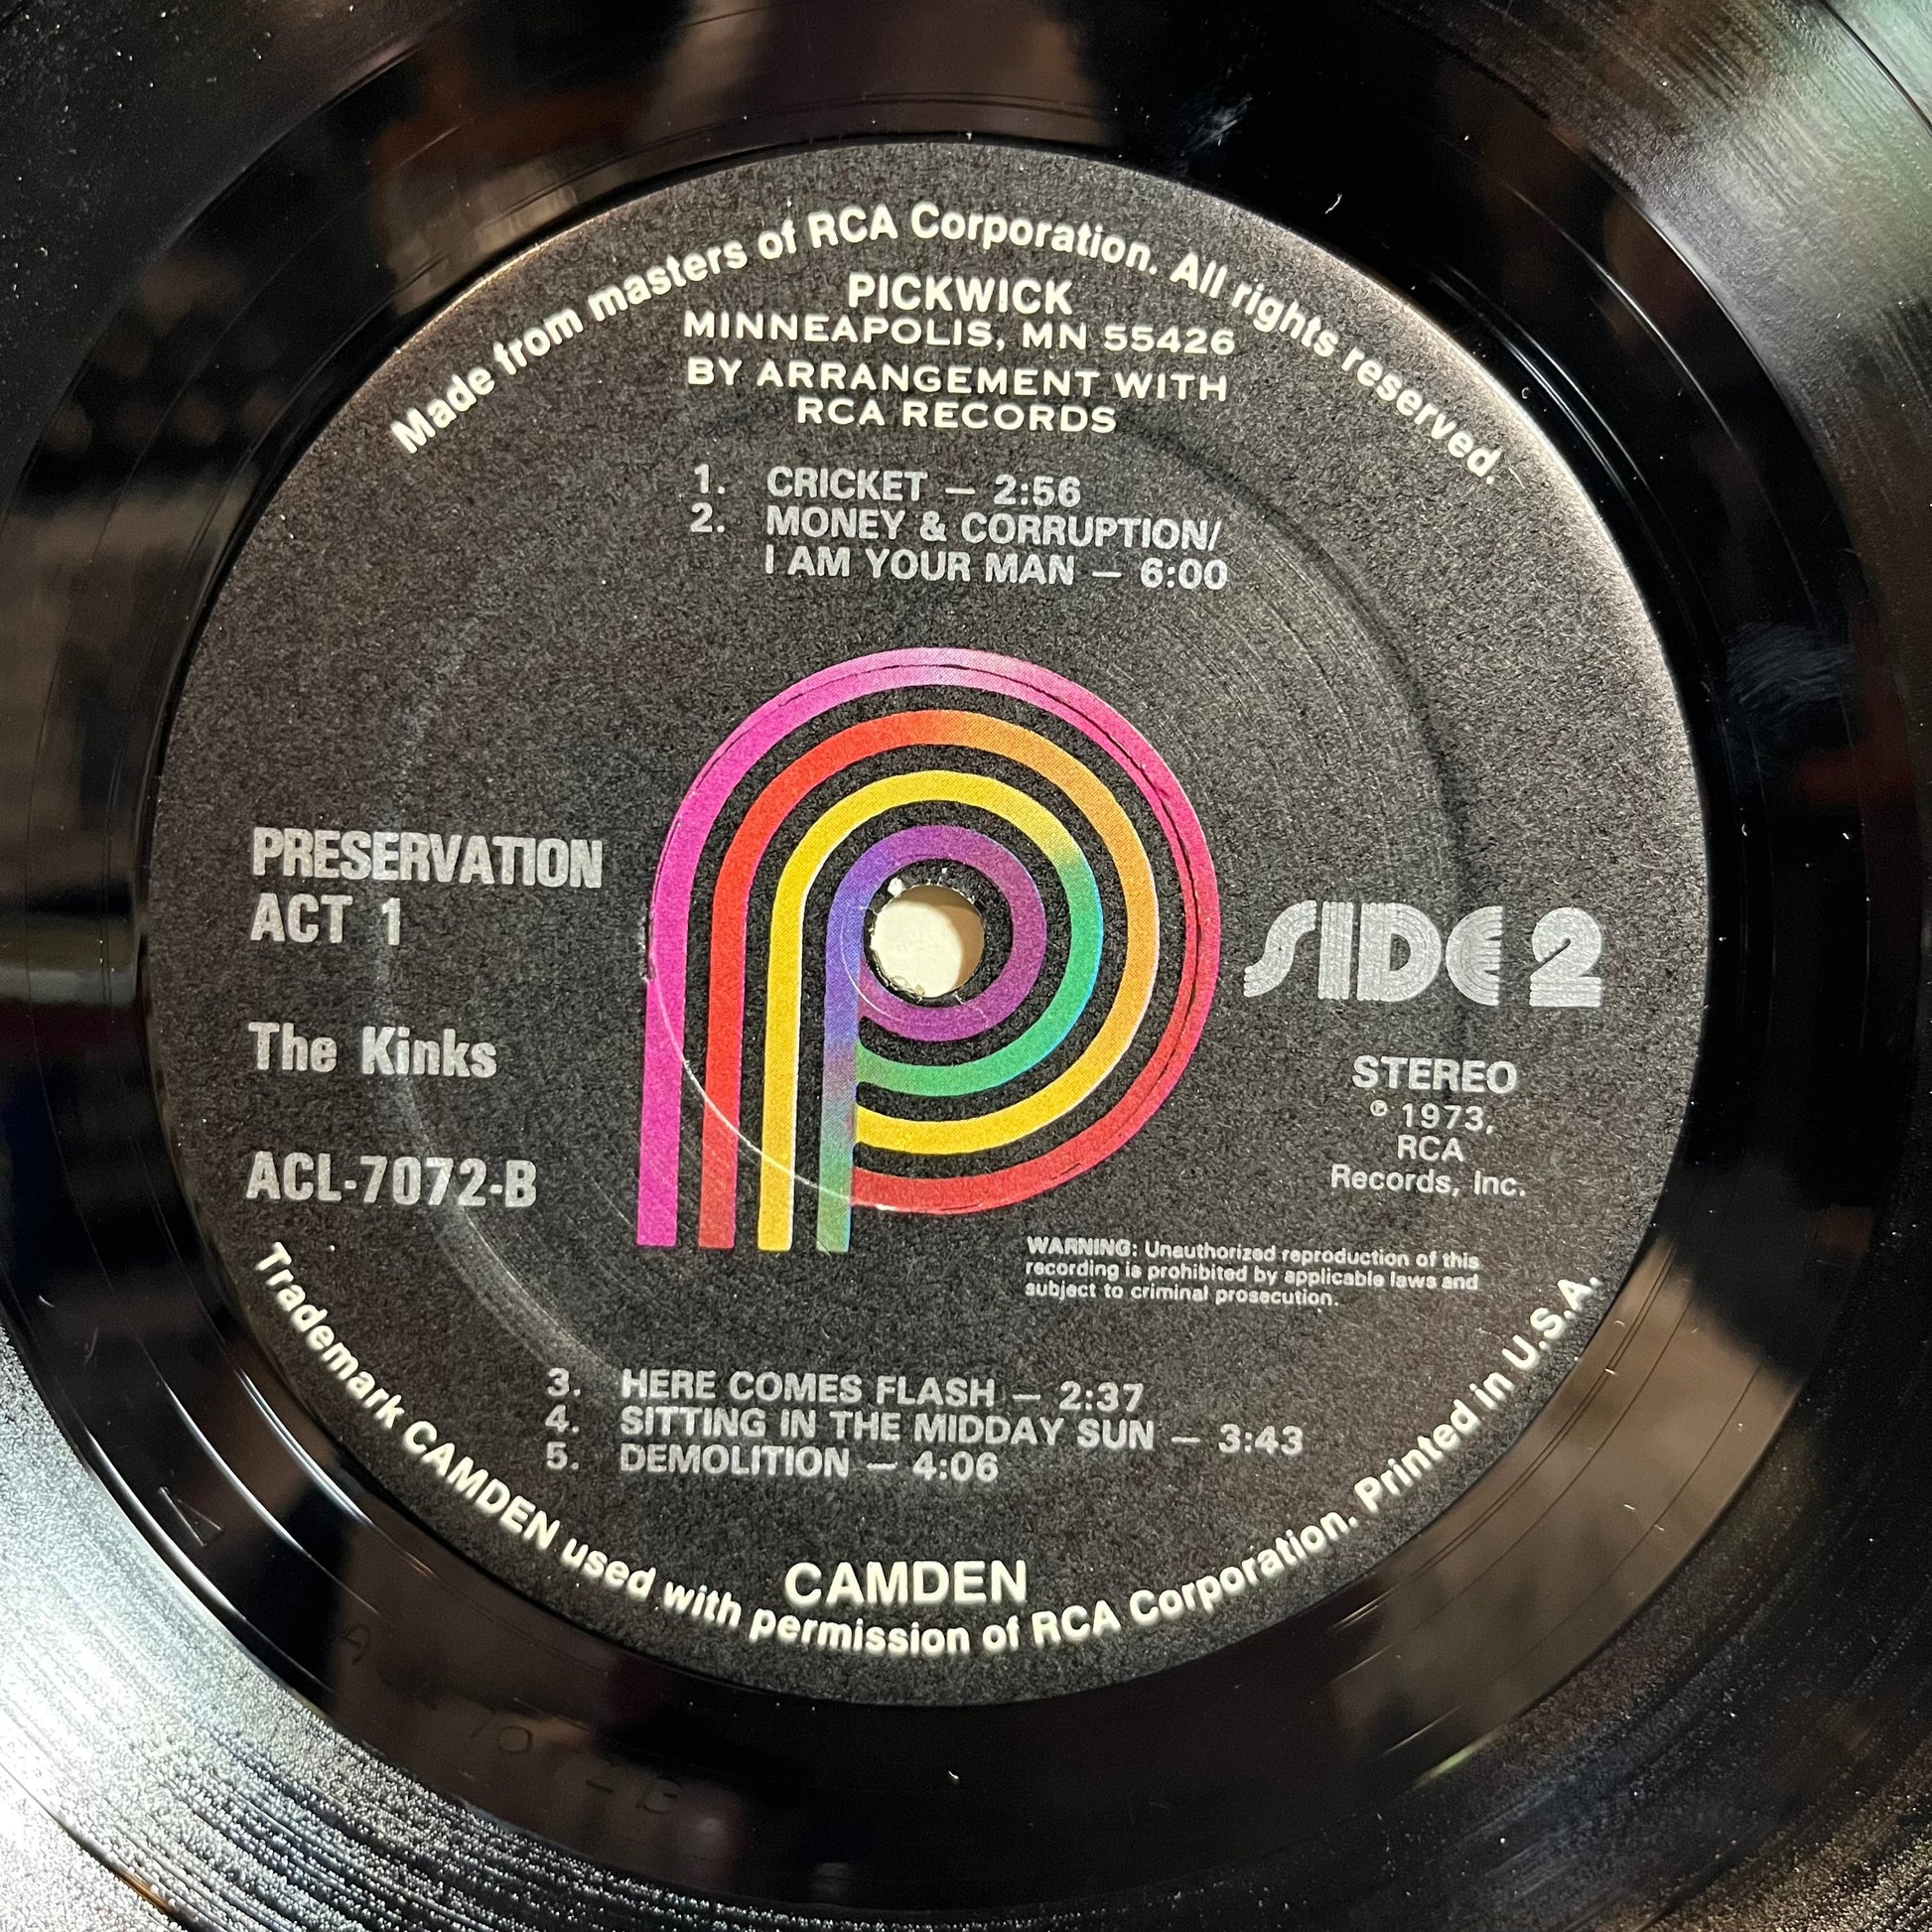 Made from masters of RCA Corporation. All rights reserved.
PICKWICK
MINNEAPOLIS, MN 55426
BY ARRANGEMENT WITH
RCA RECORDS
1. CRICKET — 2:56
2. MONEY & CORRUPTION/
I AM YOUR MAN — 6:00
PRESERVATION
ACT 1
The Kinks
ACL-7072-B
SIDE 2
STEREO
℗ 1973,
RCA
Records, Inc.
WARNING: Unauthorized reproduction of this
recording is prohibited by applicable laws and
subject to criminal prosecution.
3. HERE COMES FLASH — 2:37
4. SITTING IN THE MIDDAY SUN — 3:43
5. DEMOLITION — 4:06
CAMDEN
Trademark CAMDEN used with permission of RCA Corporation. Printed in U.S.A.